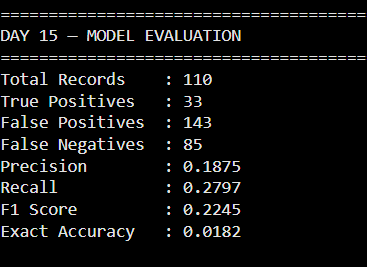 =====================================
DAY 15 — MODEL EVALUATION
=====================================
Total Records    : 110
True Positives   : 33
False Positives  : 143
False Negatives  : 85
Precision        : 0.1875
Recall           : 0.2797
F1 Score         : 0.2245
Exact Accuracy   : 0.0182